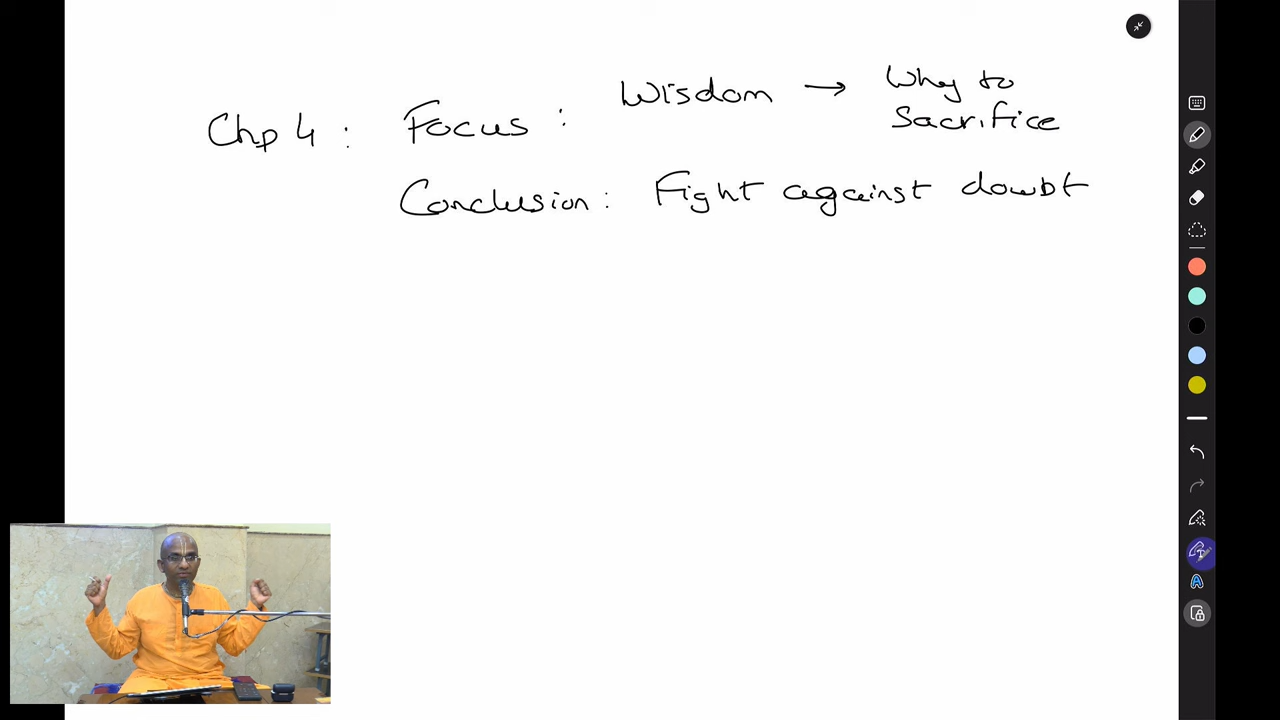 Chp 4 : Focus : Wisdom → Why to
Sacrifice
Conclusion : Fight against doubt